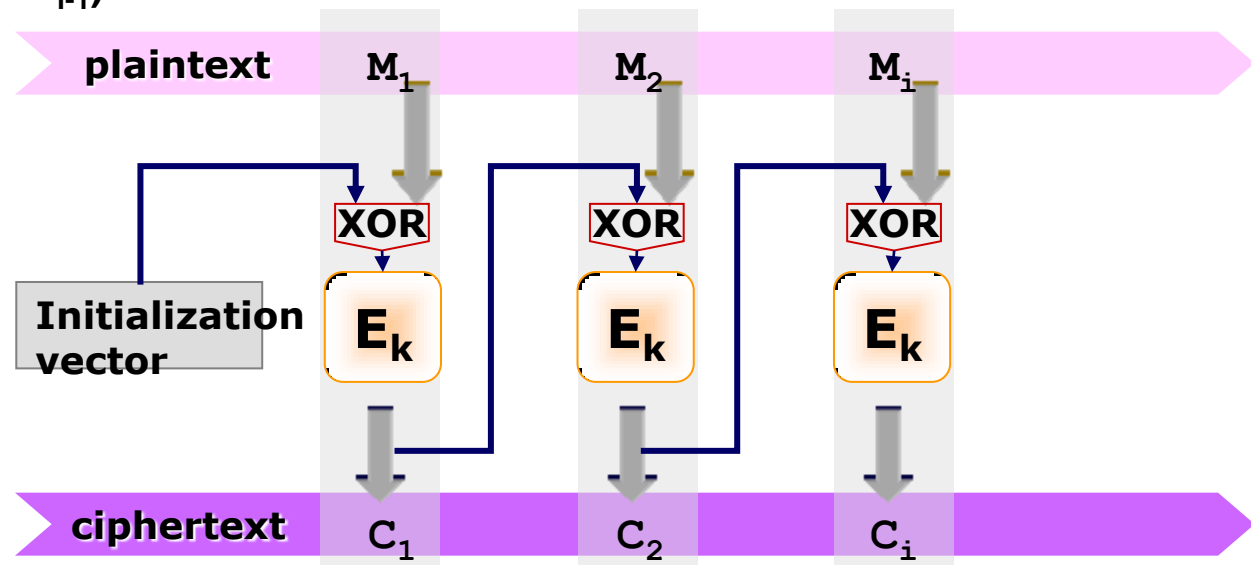 plaintext M₁ M₂ Mᵢ
XOR XOR XOR
Initialization
vector
Eₖ Eₖ Eₖ
ciphertext C₁ C₂ Cᵢ